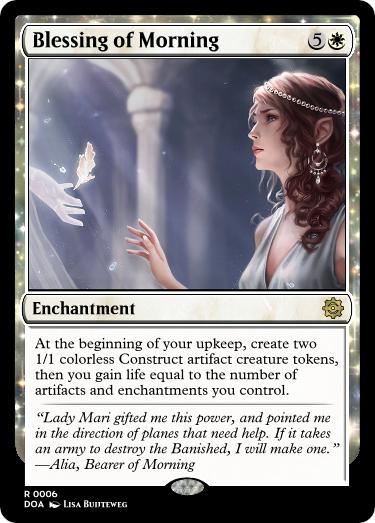 Blessing of Morning 5
Enchantment
At the beginning of your upkeep, create two
1/1 colorless Construct artifact creature tokens,
then you gain life equal to the number of
artifacts and enchantments you control.
“Lady Mari gifted me this power, and pointed me
in the direction of planes that need help. If it takes
an army to destroy the Banished, I will make one.”
—Alia, Bearer of Morning
R 0006
DOA Lisa Buijteweg